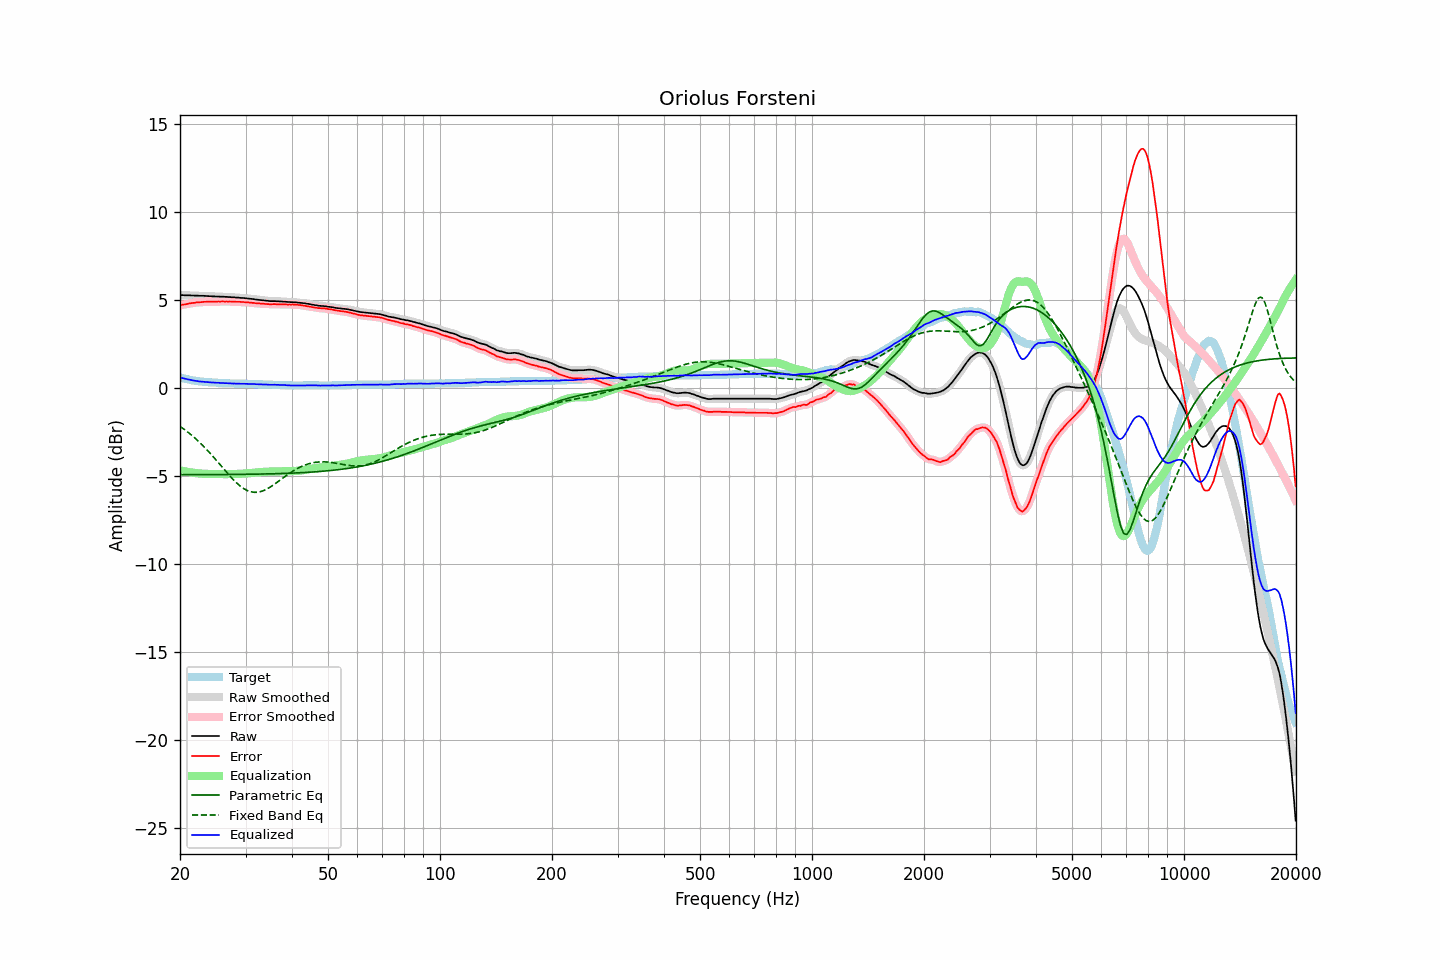 Oriolus Forsteni
15
10
5
0
−5
−10
−15
−20
−25
Amplitude (dBr)
Target
Raw Smoothed
Error Smoothed
Raw
Error
Equalization
Parametric Eq
Fixed Band Eq
Equalized
20 50 100 200 500 1000 2000 5000 10000 20000
Frequency (Hz)